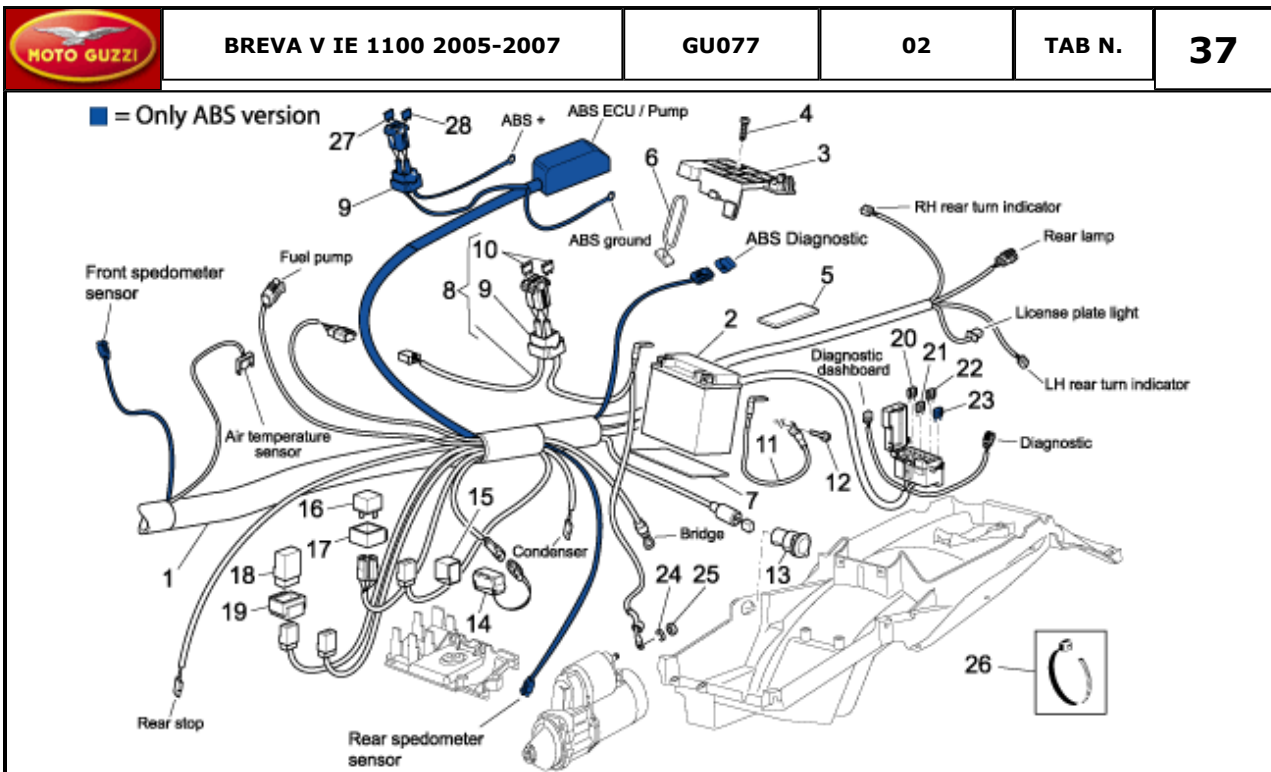 MOTO GUZZI
BREVA V IE 1100 2005-2007
GU077
02
TAB N.
37
= Only ABS version
27
28
ABS +
ABS ECU / Pump
4
3
6
9
ABS ground
RH rear turn indicator
Rear lamp
Fuel pump
ABS Diagnostic
10
Front spedometer
sensor
8
9
5
2
License plate light
Diagnostic
dashboard
20
21
22
23
LH rear turn indicator
Air temperature
sensor
Diagnostic
11
12
7
16
15
17
Condenser
Bridge
13
1
18
19
14
24
25
26
Rear stop
Rear spedometer
sensor